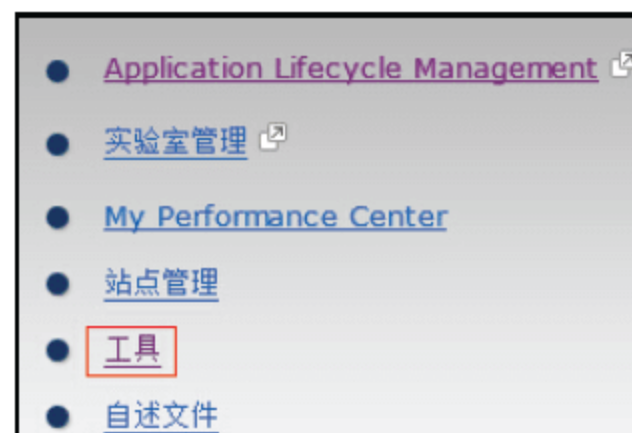 Application Lifecycle Management
实验室管理
My Performance Center
站点管理
工具
自述文件